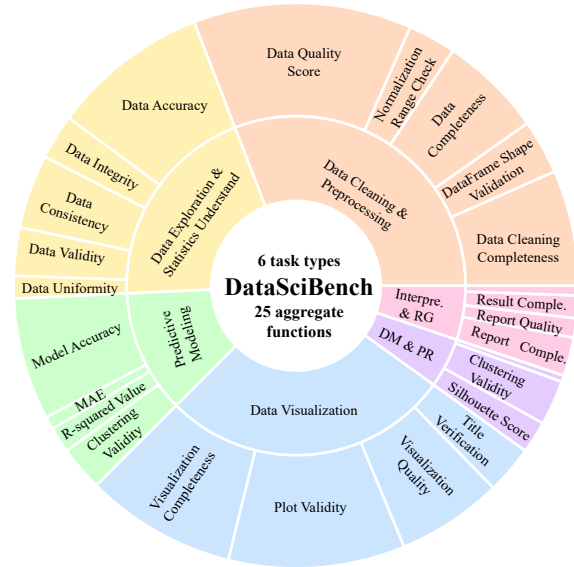 6 task types
DataSciBench
25 aggregate
functions
Data Cleaning &
Preprocessing
Data Quality
Score
Normalization
Range Check
Data
Completeness
DataFrame Shape
Validation
Data Cleaning
Completeness
Interpre.
& RG
Result Comple.
Report Quality
Report Comple.
DM & PR
Clustering
Validity
Silhouette Score
Data Visualization
Title
Verification
Visualization
Quality
Plot Validity
Visualization
Completeness
Predictive
Modeling
Clustering
Validity
R-squared Value
MAE
Model Accuracy
Data Exploration &
Statistics Understand
Data Uniformity
Data Validity
Data
Consistency
Data Integrity
Data Accuracy